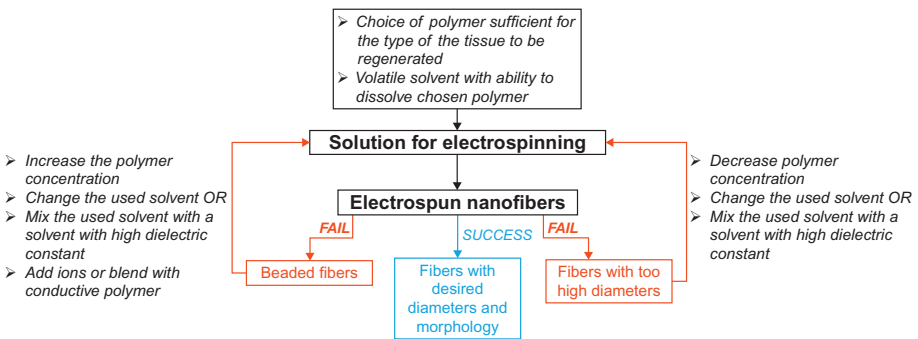 ➢ Choice of polymer sufficient for
the type of the tissue to be
regenerated
➢ Volatile solvent with ability to
dissolve chosen polymer
Solution for electrospinning
➢ Increase the polymer
concentration
➢ Change the used solvent OR
➢ Mix the used solvent with a
solvent with high dielectric
constant
➢ Add ions or blend with
conductive polymer
➢ Decrease polymer
concentration
➢ Change the used solvent OR
➢ Mix the used solvent with a
solvent with high dielectric
constant
Electrospun nanofibers
FAIL
SUCCESS
FAIL
Beaded fibers
Fibers with
desired
diameters and
morphology
Fibers with too
high diameters